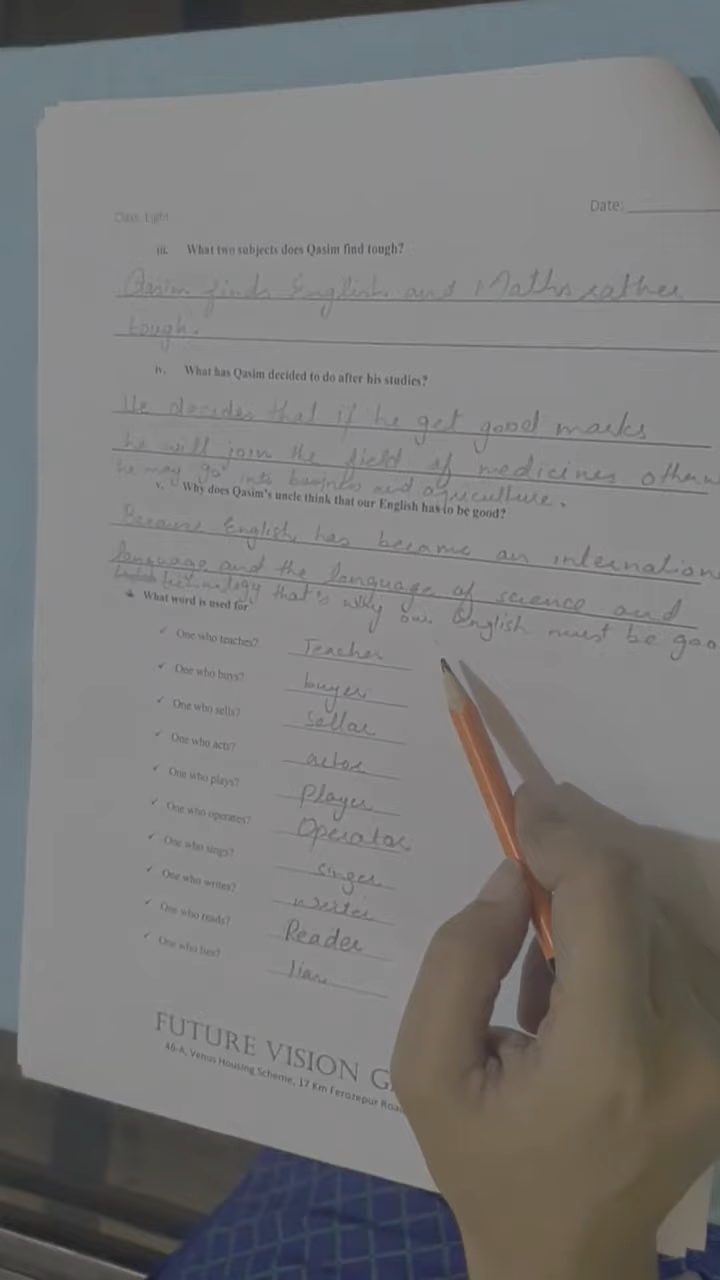 Class: Eight
Date:
iii. What two subjects does Qasim find tough?
Qasim finds English and Maths rather
tough.
iv. What has Qasim decided to do after his studies?
He decides that if he get good marks
he will join the field of medicines otherw
he may go into business and agriculture.
v. Why does Qasim's uncle think that our English has to be good?
Because English has became an internation
language and the language of science and
technology that's why our English must be goo
What word is used for
✓ One who teaches? Teacher
✓ One who buys? buyer
✓ One who sells? Sellar
✓ One who acts? actor
✓ One who plays? Player
✓ One who operates? Operator
✓ One who sings? singer
✓ One who writes? writer
✓ One who reads? Reader
✓ One who lies? liar
FUTURE VISION G
46-A, Venus Housing Scheme, 17 Km Ferozepur Roa